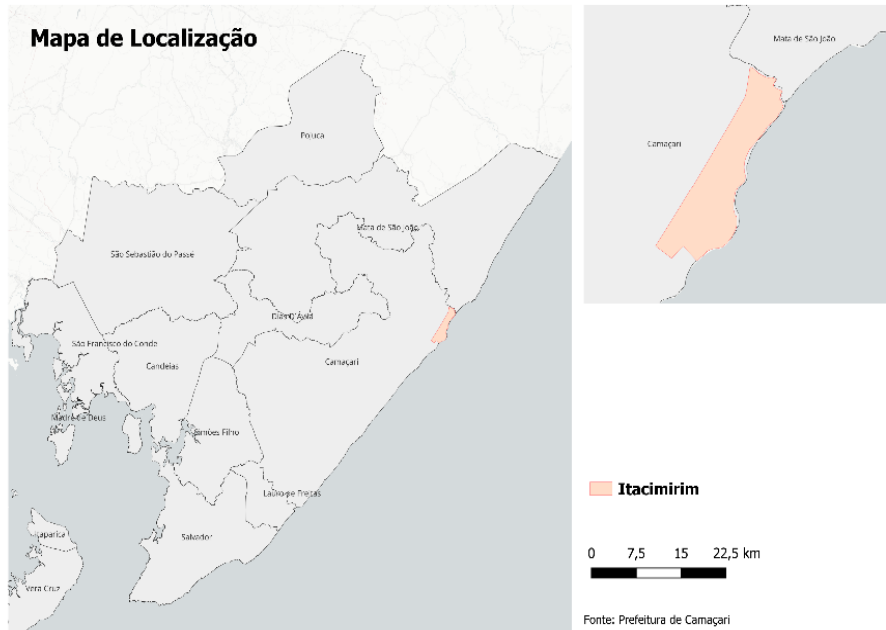 Mapa de Localização
Pojuca
Mata de São João
São Sebastião do Passé
Dias D'Ávila
São Francisco do Conde
Candeias
Camaçari
Madre de Deus
Simões Filho
Lauro de Freitas
Salvador
Itaparica
Vera Cruz
Mata de São João
Camaçari
Itacimirim
0 7,5 15 22,5 km
Fonte: Prefeitura de Camaçari